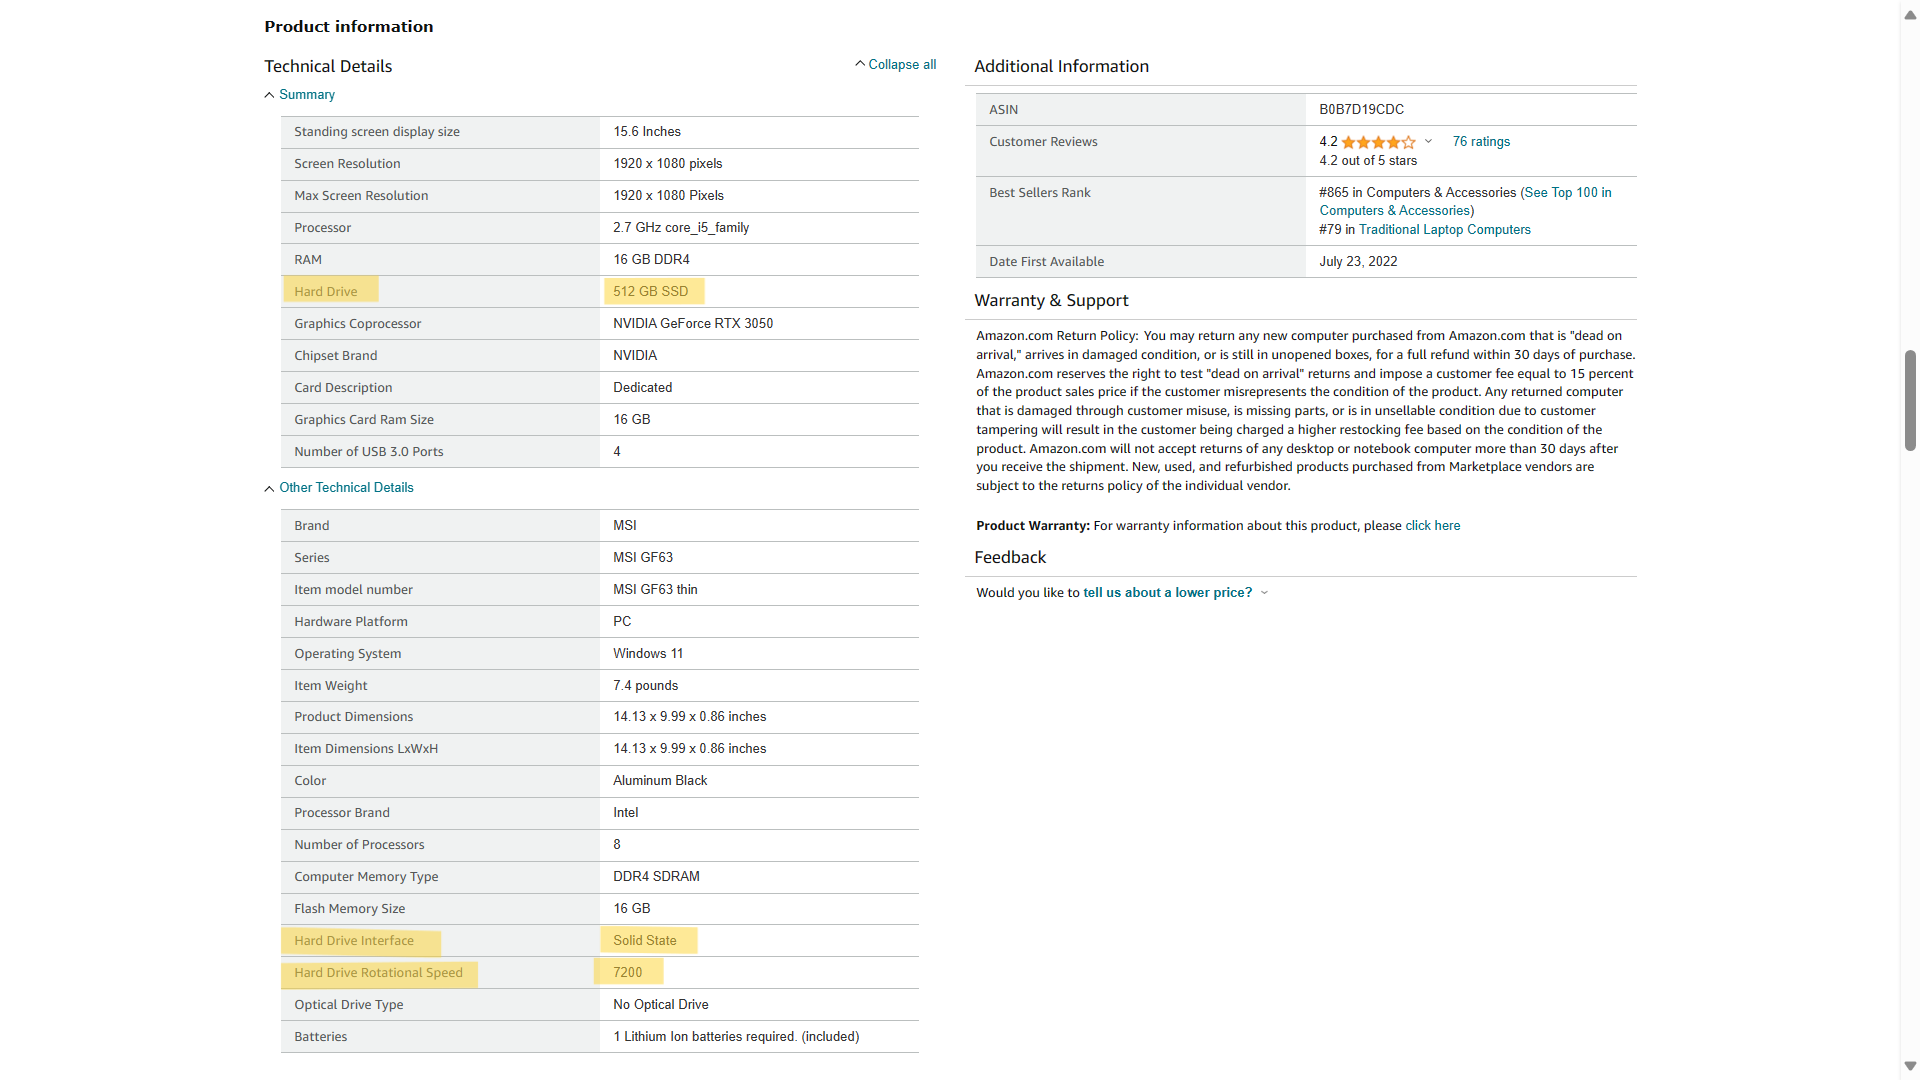 Product information
Technical Details
Collapse all
Summary
Standing screen display size 15.6 Inches
Screen Resolution 1920 x 1080 pixels
Max Screen Resolution 1920 x 1080 Pixels
Processor 2.7 GHz core_i5_family
RAM 16 GB DDR4
Hard Drive 512 GB SSD
Graphics Coprocessor NVIDIA GeForce RTX 3050
Chipset Brand NVIDIA
Card Description Dedicated
Graphics Card Ram Size 16 GB
Number of USB 3.0 Ports 4
Other Technical Details
Brand MSI
Series MSI GF63
Item model number MSI GF63 thin
Hardware Platform PC
Operating System Windows 11
Item Weight 7.4 pounds
Product Dimensions 14.13 x 9.99 x 0.86 inches
Item Dimensions LxWxH 14.13 x 9.99 x 0.86 inches
Color Aluminum Black
Processor Brand Intel
Number of Processors 8
Computer Memory Type DDR4 SDRAM
Flash Memory Size 16 GB
Hard Drive Interface Solid State
Hard Drive Rotational Speed 7200
Optical Drive Type No Optical Drive
Batteries 1 Lithium Ion batteries required. (included)
Additional Information
ASIN B0B7D19CDC
Customer Reviews 4.2 76 ratings
4.2 out of 5 stars
Best Sellers Rank #865 in Computers & Accessories (See Top 100 in
Computers & Accessories)
#79 in Traditional Laptop Computers
Date First Available July 23, 2022
Warranty & Support
Amazon.com Return Policy: You may return any new computer purchased from Amazon.com that is "dead on
arrival," arrives in damaged condition, or is still in unopened boxes, for a full refund within 30 days of purchase.
Amazon.com reserves the right to test "dead on arrival" returns and impose a customer fee equal to 15 percent
of the product sales price if the customer misrepresents the condition of the product. Any returned computer
that is damaged through customer misuse, is missing parts, or is in unsellable condition due to customer
tampering will result in the customer being charged a higher restocking fee based on the condition of the
product. Amazon.com will not accept returns of any desktop or notebook computer more than 30 days after
you receive the shipment. New, used, and refurbished products purchased from Marketplace vendors are
subject to the returns policy of the individual vendor.
Product Warranty: For warranty information about this product, please click here
Feedback
Would you like to tell us about a lower price?